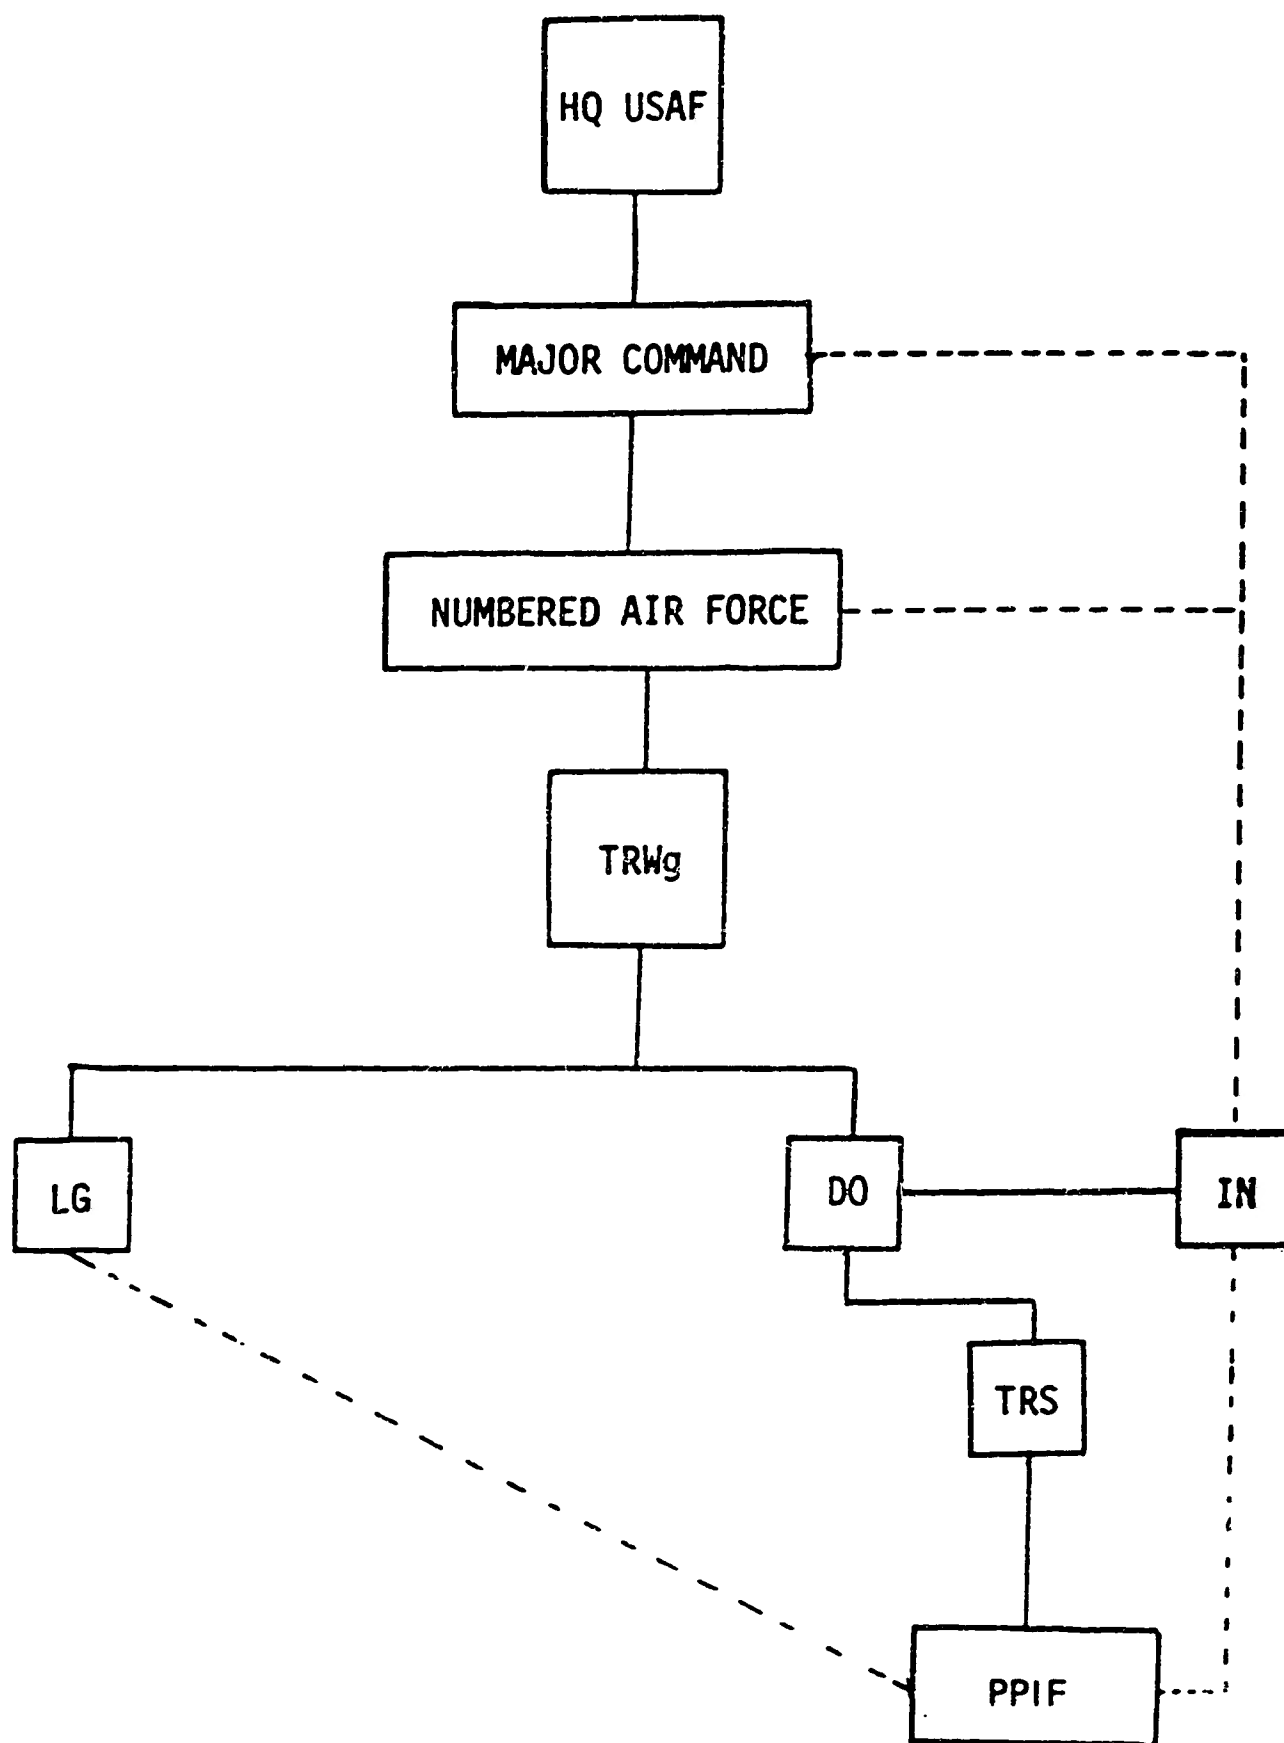 HQ USAF
MAJOR COMMAND
NUMBERED AIR FORCE
TRWg
LG
DO
IN
TRS
PPIF